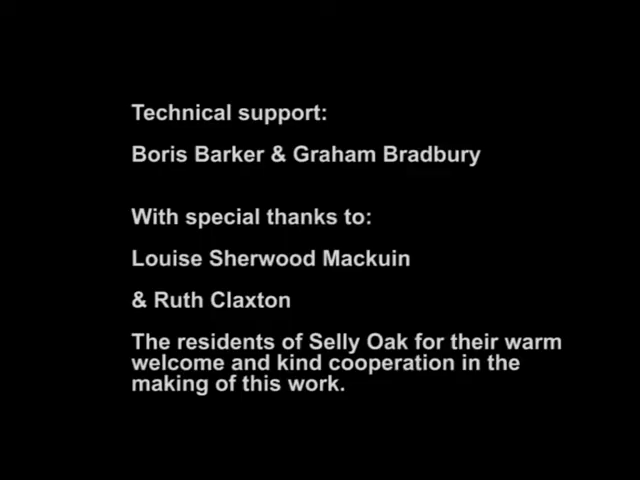 Technical support:
Boris Barker & Graham Bradbury
With special thanks to:
Louise Sherwood Mackuin
& Ruth Claxton
The residents of Selly Oak for their warm
welcome and kind cooperation in the
making of this work.